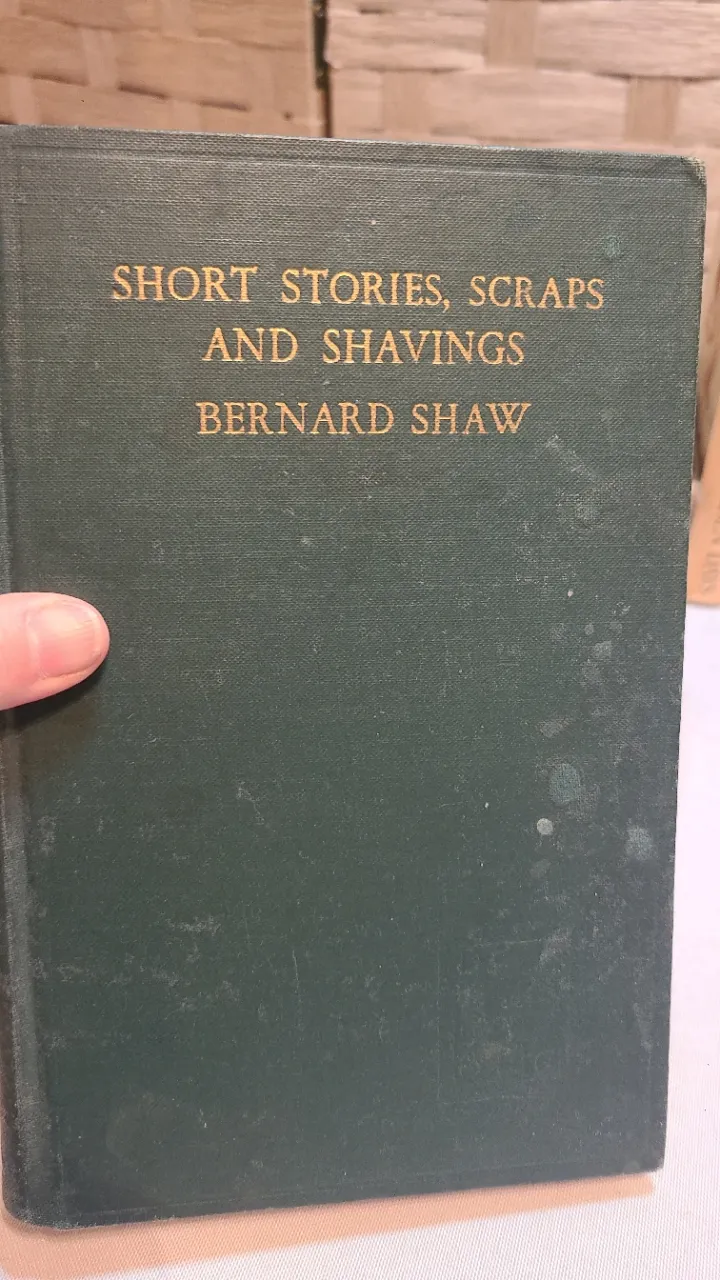 SHORT STORIES, SCRAPS
AND SHAVINGS
BERNARD SHAW